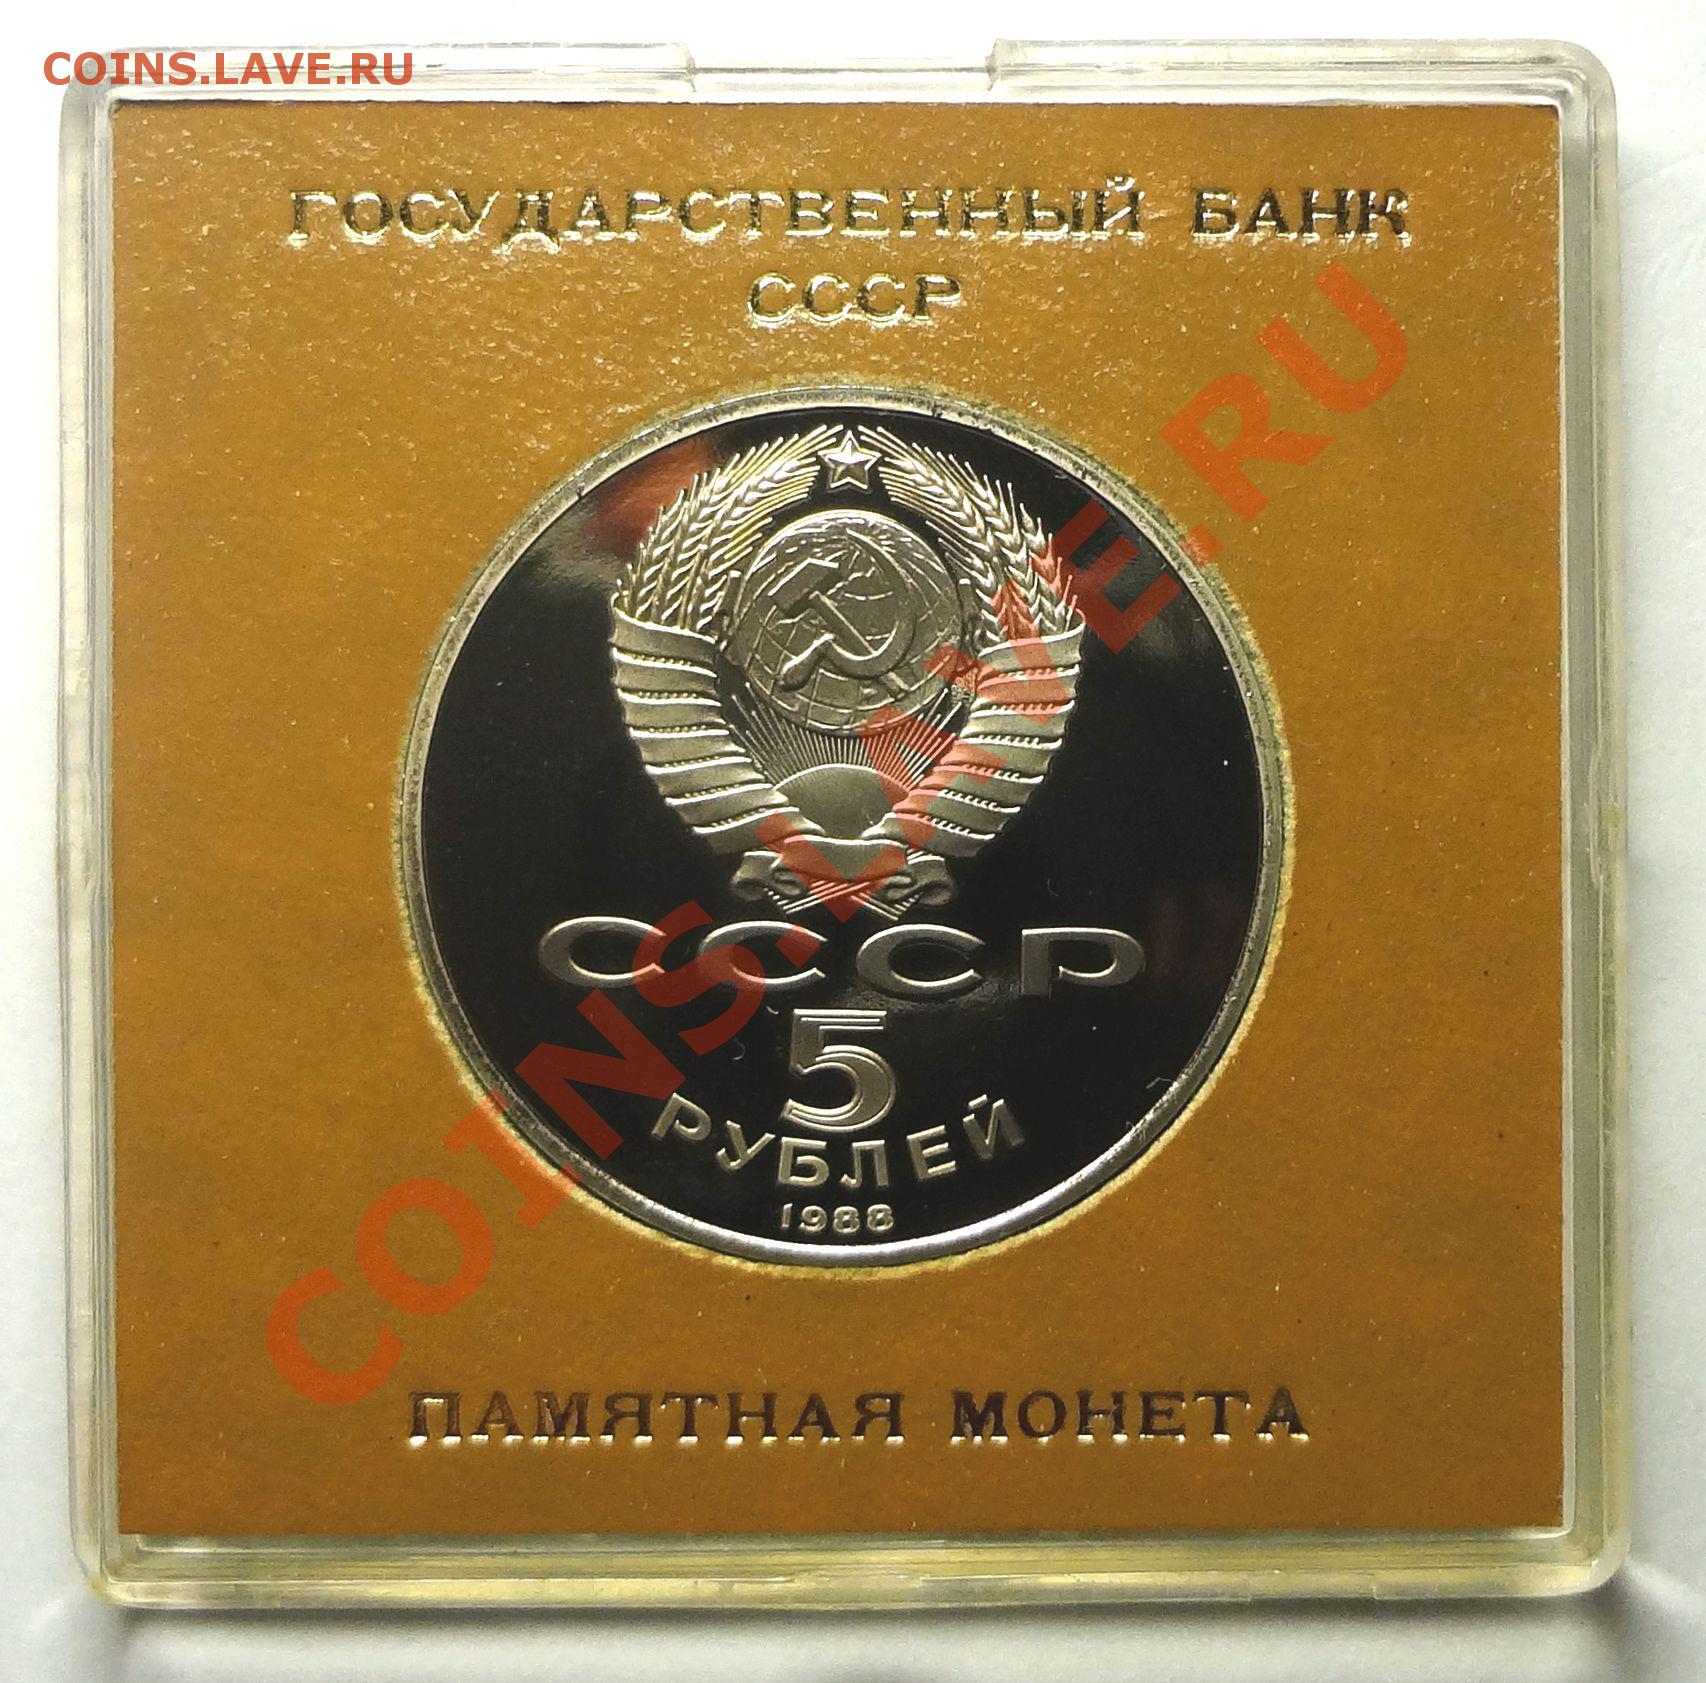 COINS.LAVE.RU
ГОСУДАРСТВЕННЫЙ БАНК
СССР
COINS.LAVE.RU
СССР
5
РУБЛЕЙ
1988
ПАМЯТНАЯ МОНЕТА